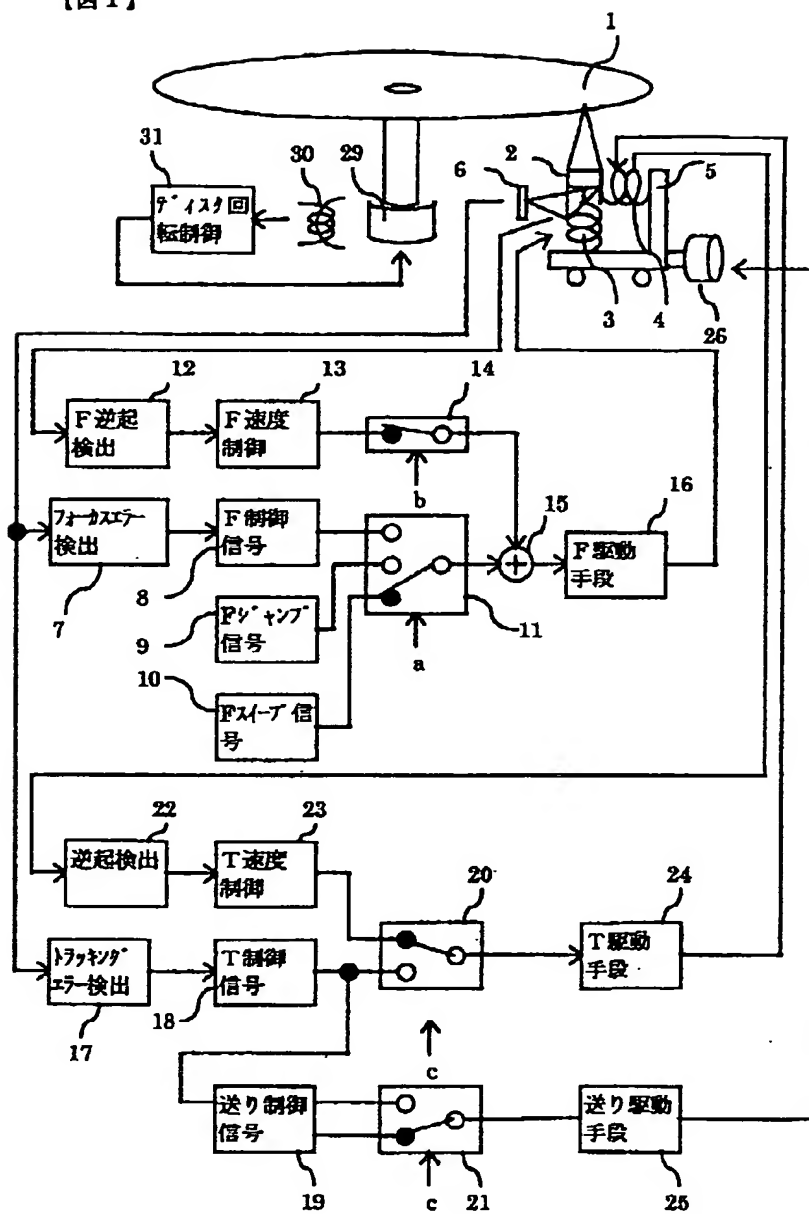 【図1】
1
31
30
29
2
6
5
ディスク回
転制御
3
4
26
12
13
14
F逆起
検出
F速度
制御
b
15
16
フォーカスエラー
検出
F制御
信号
F駆動
手段
7
8
11
9
Fジャンプ
信号
a
10
Fスイープ信
号
22
23
逆起検出
T速度
制御
20
24
トラッキング
エラー検出
T制御
信号
T駆動
手段
17
18
c
送り制御
信号
送り駆動
手段
19
c
21
25